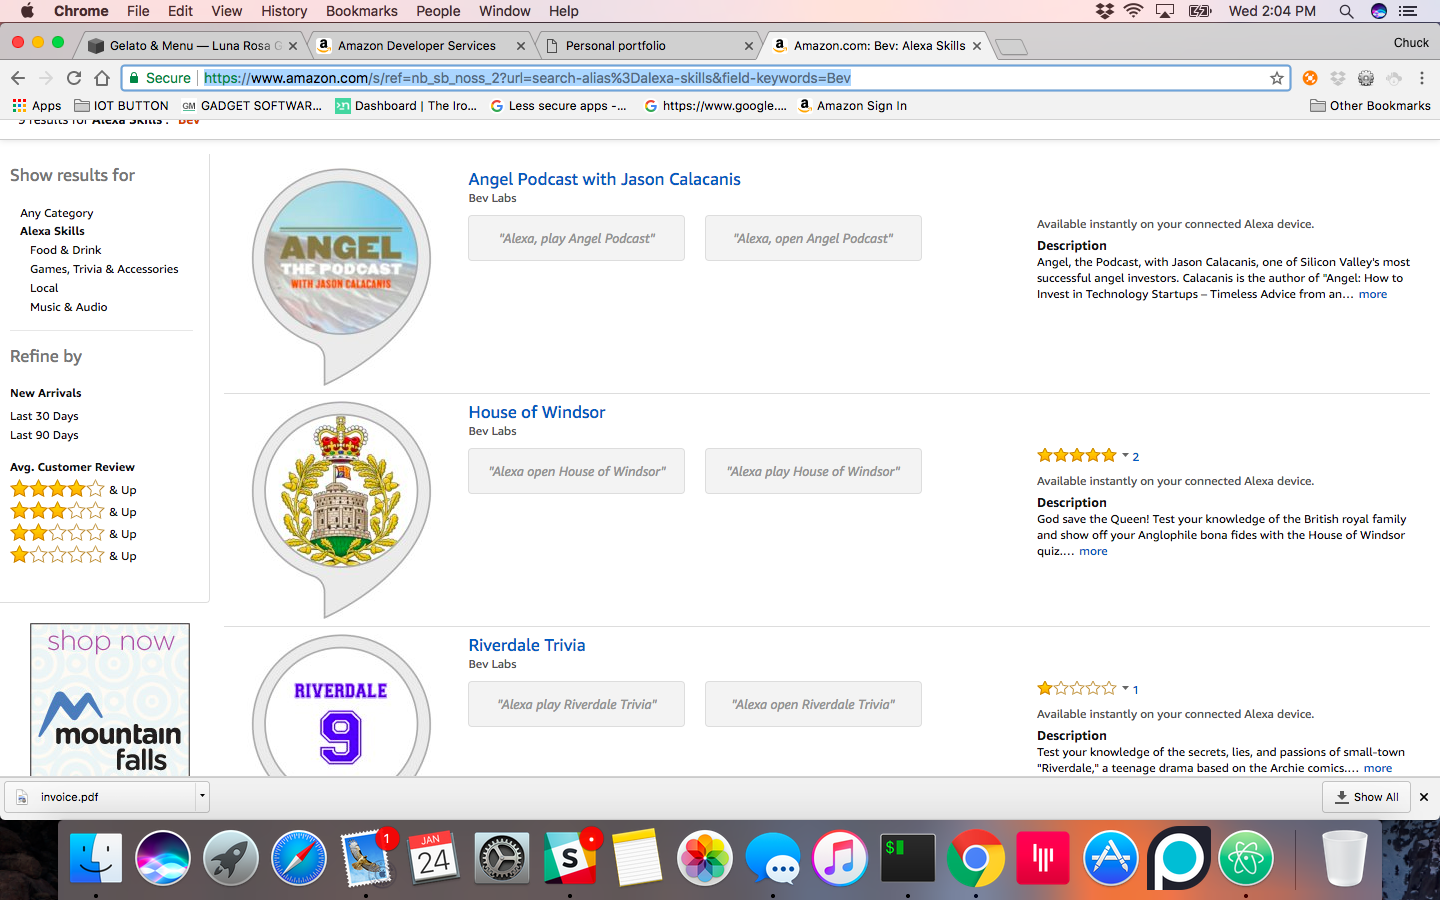 Chrome File Edit View History Bookmarks People Window Help Wed 2:04 PM
Gelato & Menu — Luna Rosa G Amazon Developer Services Personal portfolio Amazon.com: Bev: Alexa Skills Chuck
Secure https://www.amazon.com/s/ref=nb_sb_noss_2?url=search-alias%3Dalexa-skills&field-keywords=Bev
Apps IOT BUTTON GM GADGET SOFTWAR... Dashboard | The Iro... Less secure apps -... https://www.google.... Amazon Sign In Other Bookmarks
9 results for Alexa Skills : "Bev"
Show results for
Any Category
Alexa Skills
Food & Drink
Games, Trivia & Accessories
Local
Music & Audio
Refine by
New Arrivals
Last 30 Days
Last 90 Days
Avg. Customer Review
& Up
& Up
& Up
& Up
shop now
mountain
falls
ANGEL
THE PODCAST
WITH JASON CALACANIS
Angel Podcast with Jason Calacanis
Bev Labs
"Alexa, play Angel Podcast" "Alexa, open Angel Podcast"
Available instantly on your connected Alexa device.
Description
Angel, the Podcast, with Jason Calacanis, one of Silicon Valley's most
successful angel investors. Calacanis is the author of "Angel: How to
Invest in Technology Startups – Timeless Advice from an... more
House of Windsor
Bev Labs
"Alexa open House of Windsor" "Alexa play House of Windsor"
2
Available instantly on your connected Alexa device.
Description
God save the Queen! Test your knowledge of the British royal family
and show off your Anglophile bona fides with the House of Windsor
quiz.... more
RIVERDALE
9
Riverdale Trivia
Bev Labs
"Alexa play Riverdale Trivia" "Alexa open Riverdale Trivia"
1
Available instantly on your connected Alexa device.
Description
Test your knowledge of the secrets, lies, and passions of small-town
"Riverdale," a teenage drama based on the Archie comics.... more
invoice.pdf Show All
1
JAN
24
S
$